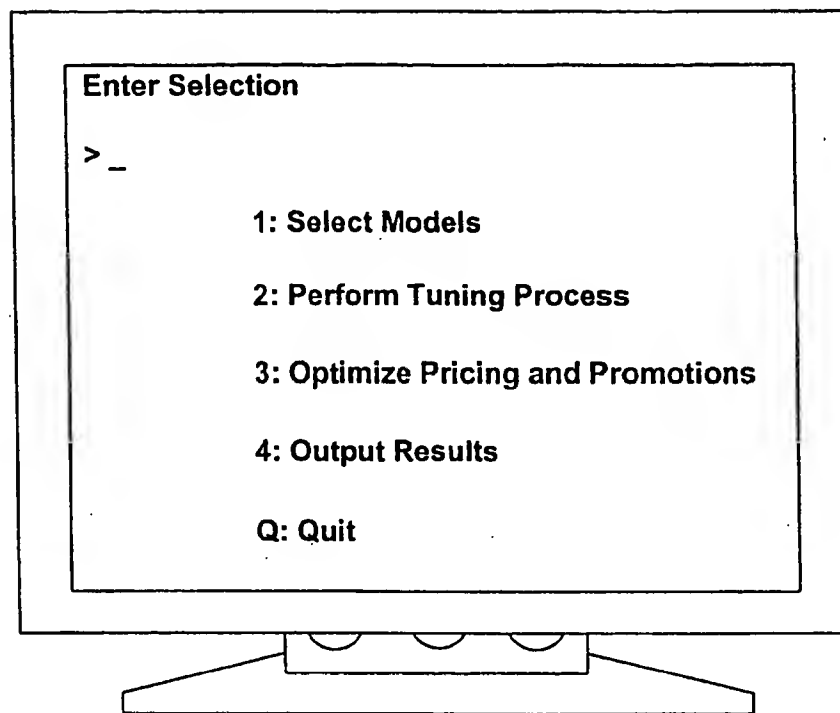 Enter Selection
> _
1: Select Models
2: Perform Tuning Process
3: Optimize Pricing and Promotions
4: Output Results
Q: Quit